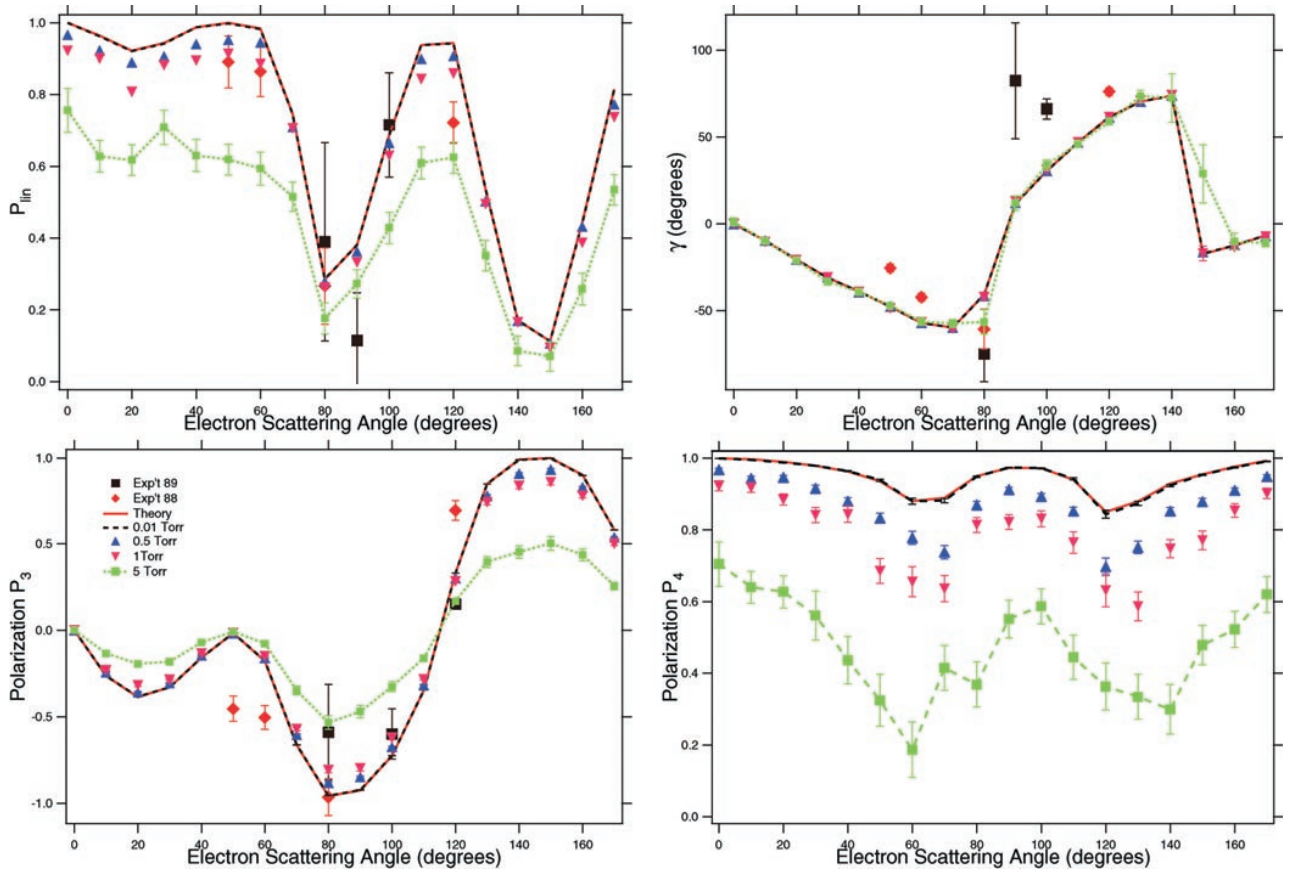 1.0
0.8
0.6
0.4
0.2
0.0
P_lin
0 20 40 60 80 100 120 140 160
Electron Scattering Angle (degrees)
100
50
0
-50
γ (degrees)
0 20 40 60 80 100 120 140 160
Electron Scattering Angle (degrees)
1.0
0.5
0.0
-0.5
-1.0
Polarization P_3
Exp't 89
Exp't 88
Theory
0.01 Torr
0.5 Torr
1Torr
5 Torr
0 20 40 60 80 100 120 140 160
Electron Scattering Angle (degrees)
1.0
0.8
0.6
0.4
0.2
0.0
Polarization P_4
0 20 40 60 80 100 120 140 160
Electron Scattering Angle (degrees)